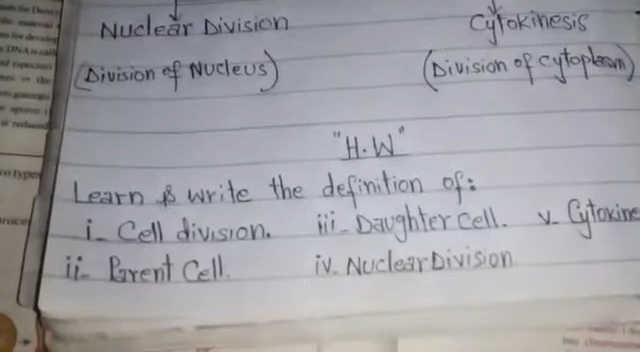 Nuclear Division Cytokinesis
(Division of Nucleus) (Division of cytoplasm)
"H.W"
Learn & write the definition of:
i- Cell division. iii- Daughter cell. v- Cytokine
ii- Parent Cell. iv. Nuclear Division